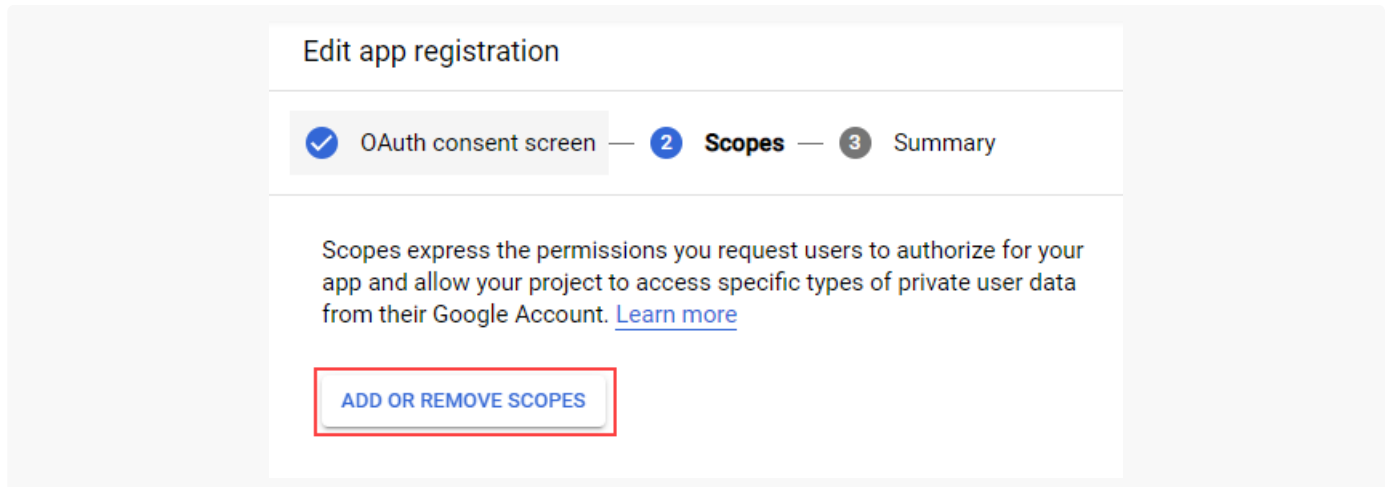 Edit app registration
OAuth consent screen — 2 Scopes — 3 Summary
Scopes express the permissions you request users to authorize for your
app and allow your project to access specific types of private user data
from their Google Account. Learn more
ADD OR REMOVE SCOPES